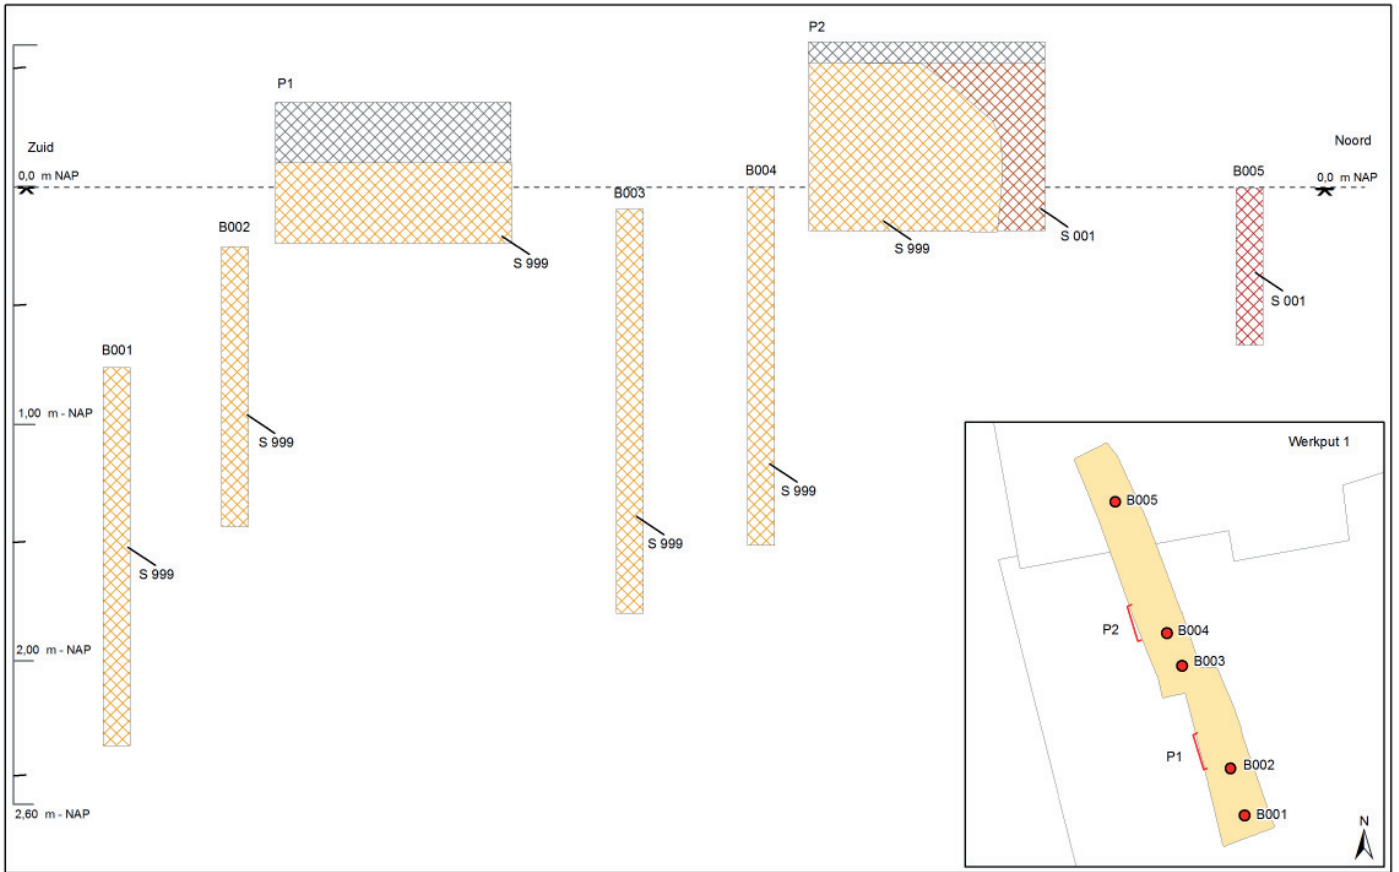 P2
P1
Zuid
Noord
0,0 m NAP
B003
B004
B005
0,0 m NAP
B002
S 999
S 999
S 001
S 001
B001
1,00 m - NAP
S 999
S 999
S 999
S 999
2,00 m - NAP
2,60 m - NAP
Werkput 1
B005
P2
B004
B003
P1
B002
B001
N